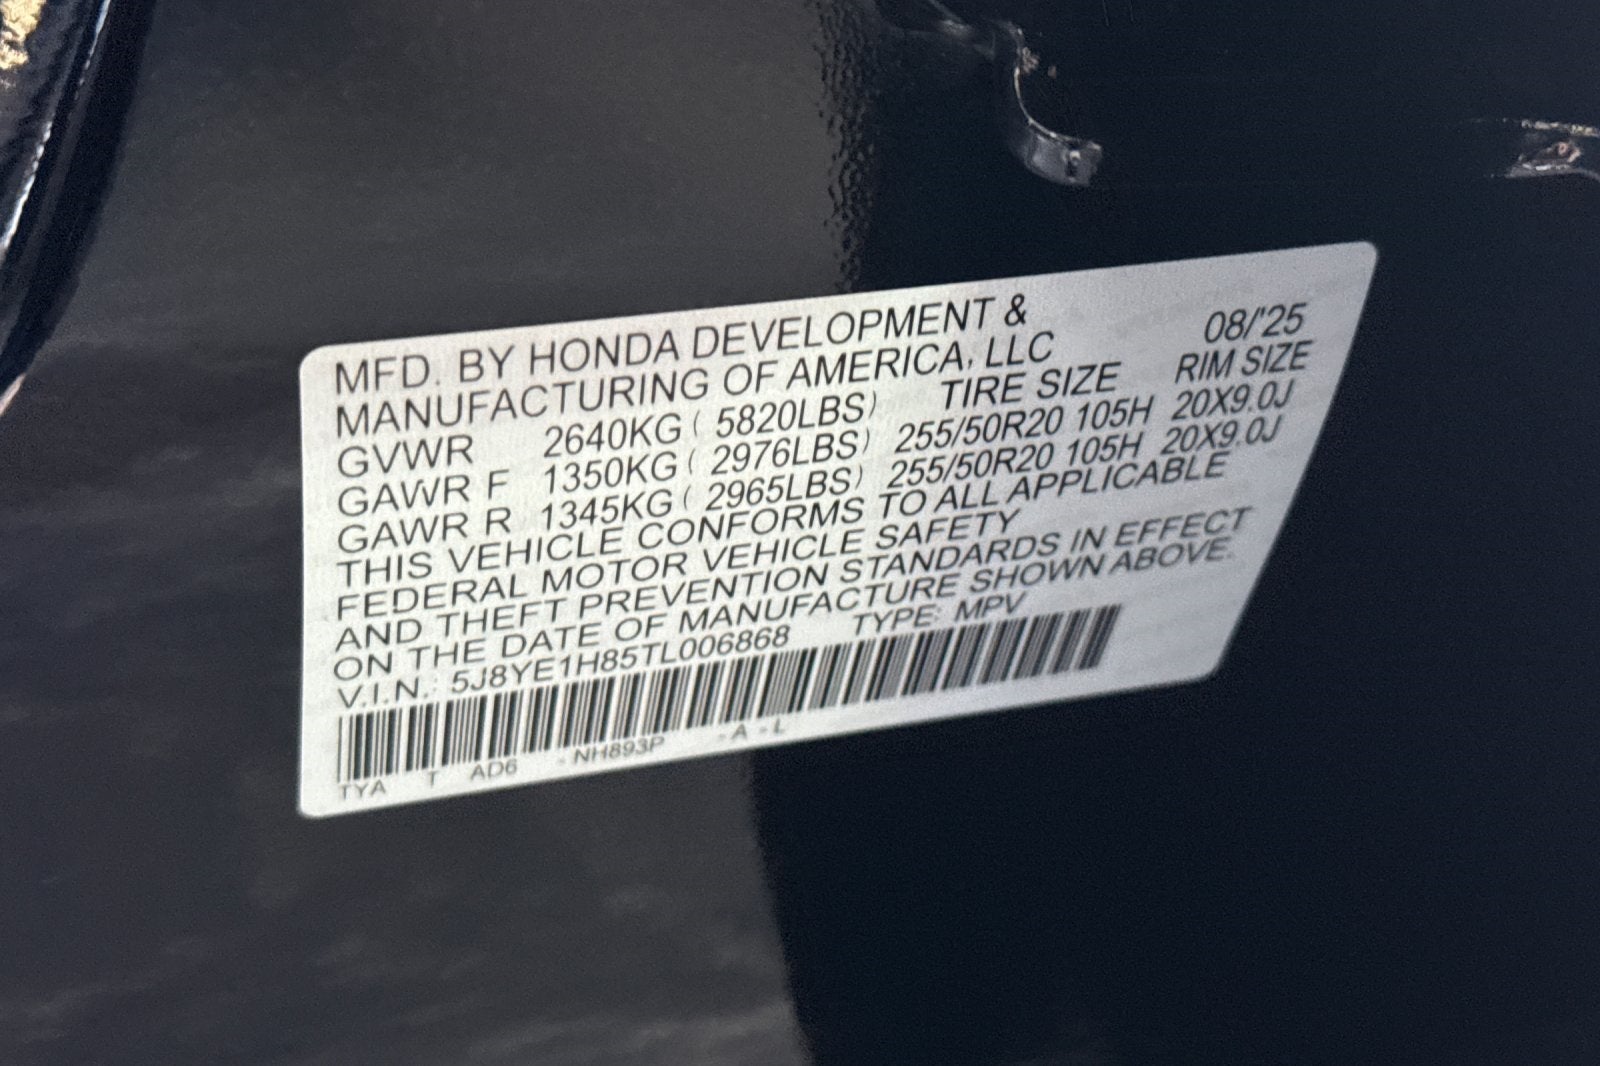 MFD. BY HONDA DEVELOPMENT &
MANUFACTURING OF AMERICA, LLC 08/'25
GVWR 2640KG ( 5820LBS) TIRE SIZE RIM SIZE
GAWR F 1350KG ( 2976LBS) 255/50R20 105H 20X9.0J
GAWR R 1345KG ( 2965LBS) 255/50R20 105H 20X9.0J
THIS VEHICLE CONFORMS TO ALL APPLICABLE
FEDERAL MOTOR VEHICLE SAFETY
AND THEFT PREVENTION STANDARDS IN EFFECT
ON THE DATE OF MANUFACTURE SHOWN ABOVE.
V.I.N.: 5J8YE1H85TL006868 TYPE: MPV
TYA T AD6 -NH893P -A -L